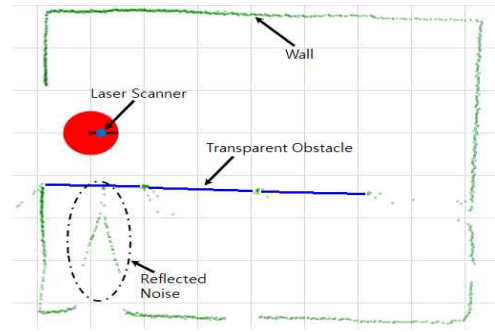 Wall
Laser Scanner
Transparent Obstacle
Reflected
Noise